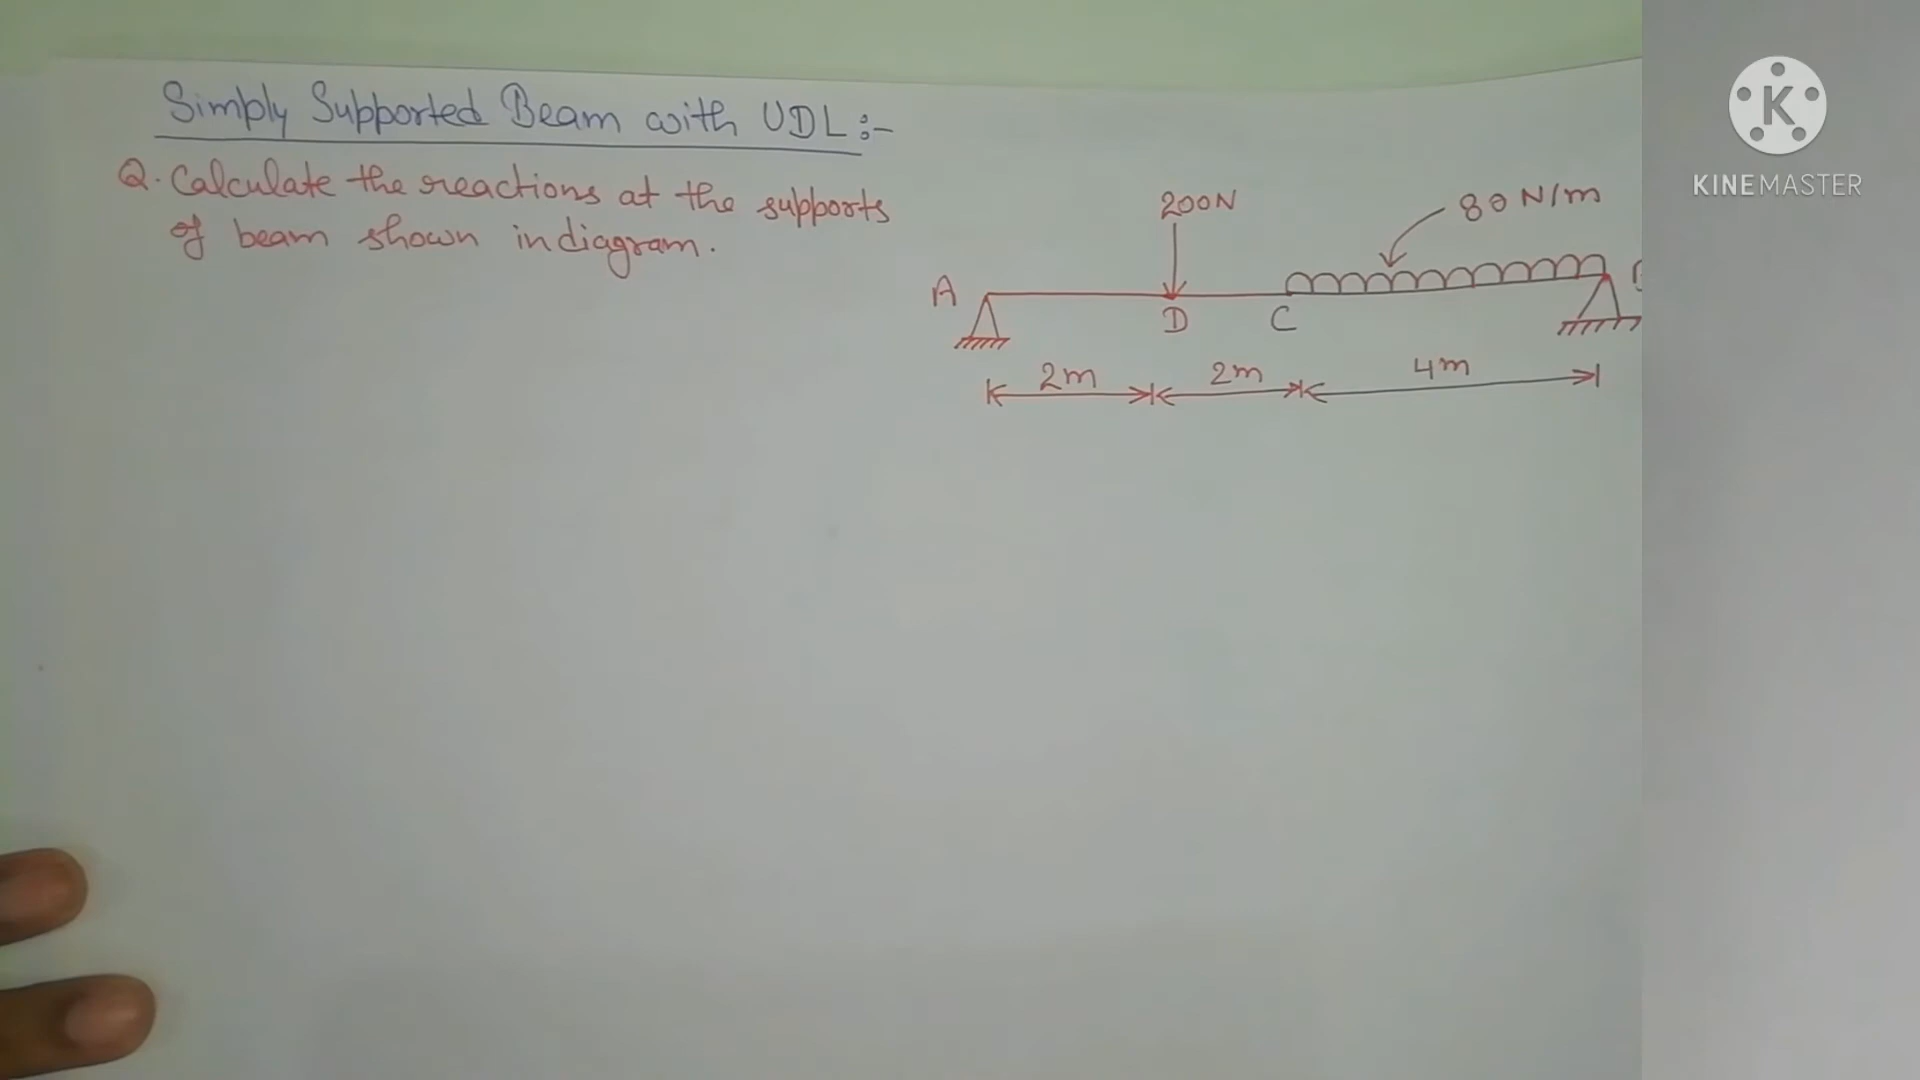 Simply Supported Beam with UDL:-
Q. Calculate the reactions at the supports
of beam shown in diagram.
200N
80 N/m
A
D
C
2m
2m
4m
K
KINEMASTER